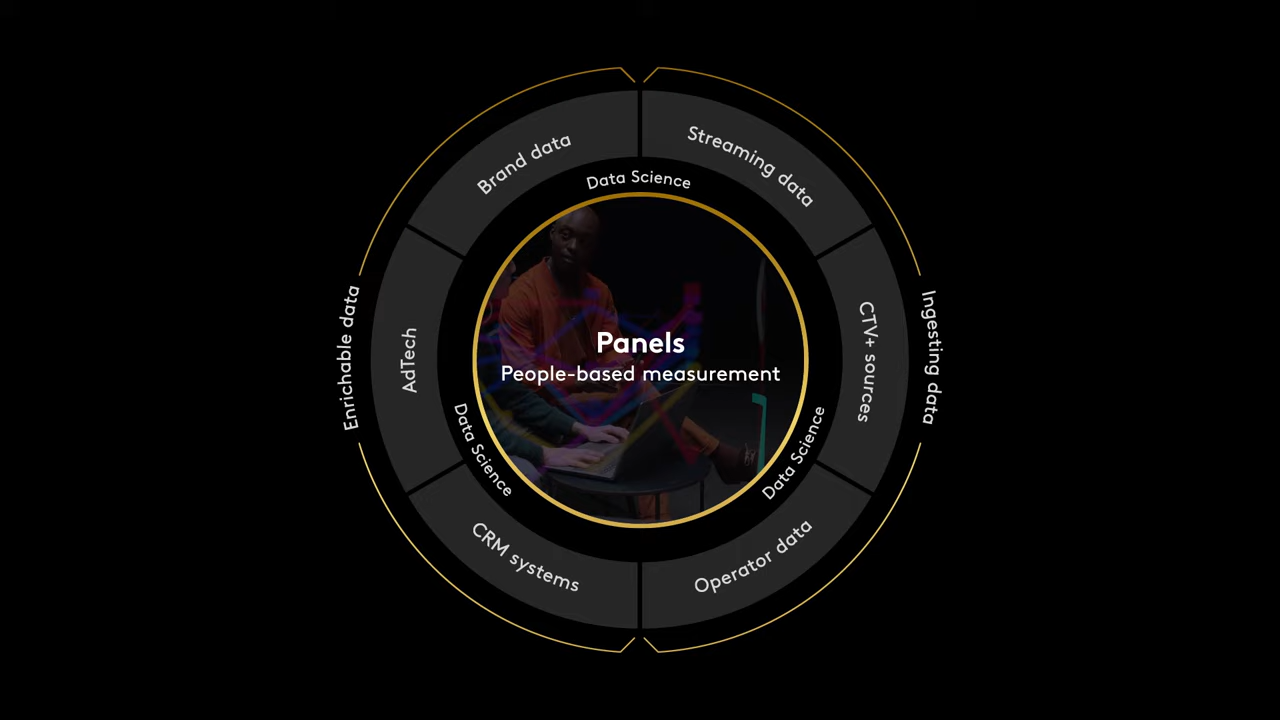 Brand data
Streaming data
Data Science
Enrichable data
AdTech
Panels
People-based measurement
CTV+ sources
Ingesting data
Data Science
Data Science
CRM systems
Operator data